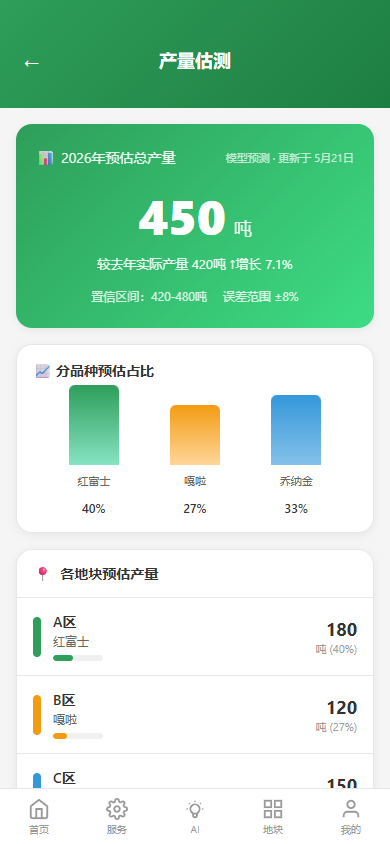 ← 产量估测
2026年预估总产量 模型预测 · 更新于 5月21日
450 吨
较去年实际产量 420吨 ↑增长 7.1%
置信区间：420-480吨 误差范围 ±8%
分品种预估占比
红富士 嘎啦 乔纳金
40% 27% 33%
各地块预估产量
A区
红富士
180
吨 (40%)
B区
嘎啦
120
吨 (27%)
C区
150
首页 服务 AI 地块 我的